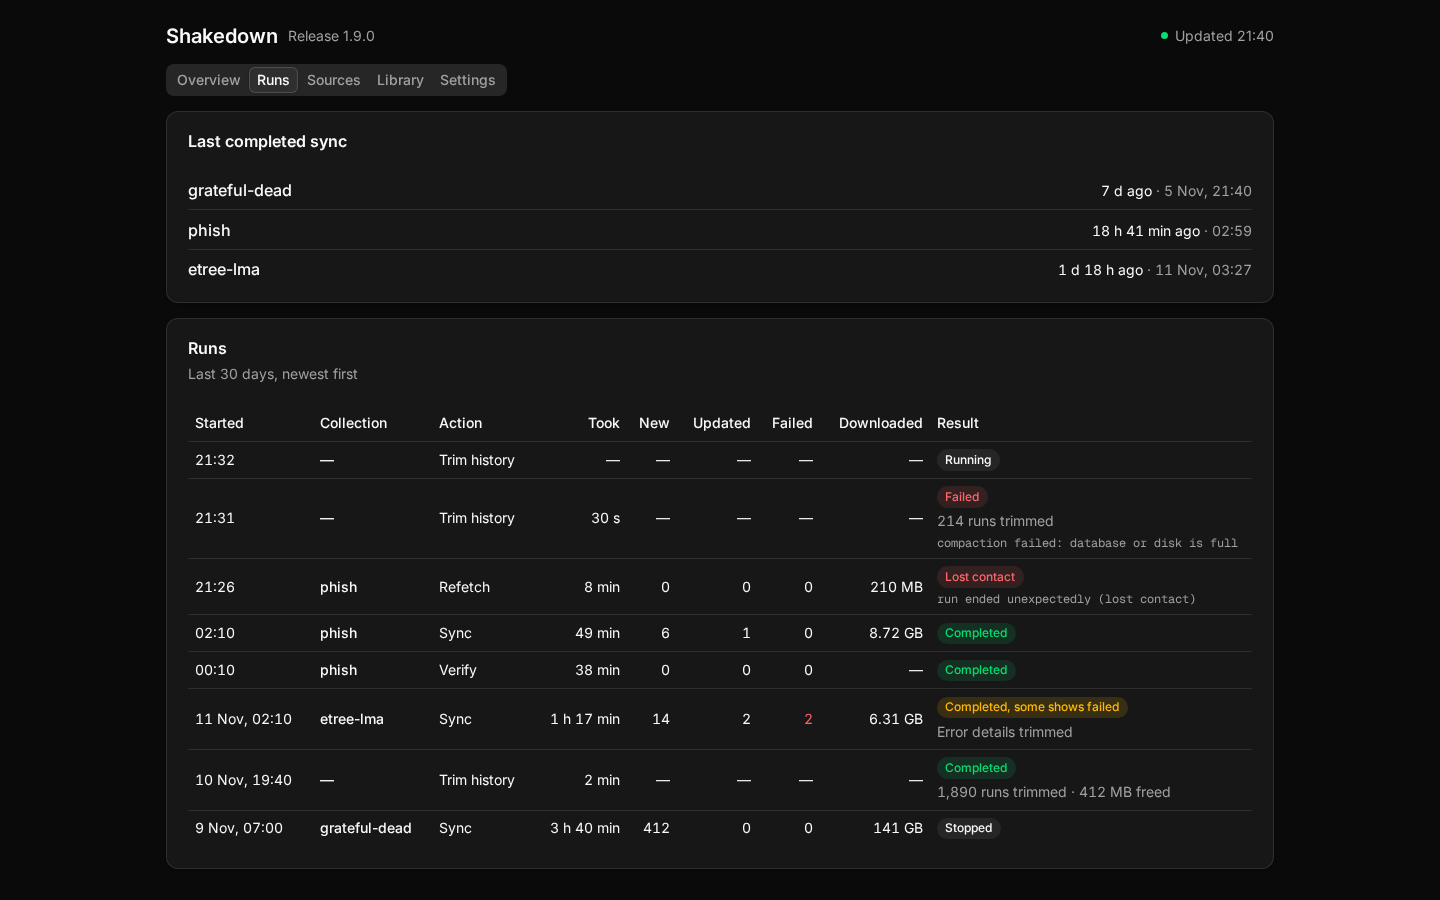 Shakedown Release 1.9.0 Updated 21:40
Overview Runs Sources Library Settings
Last completed sync
grateful-dead 7 d ago · 5 Nov, 21:40
phish 18 h 41 min ago · 02:59
etree-lma 1 d 18 h ago · 11 Nov, 03:27
Runs
Last 30 days, newest first
Started Collection Action Took New Updated Failed Downloaded Result
21:32 — Trim history — — — — — Running
21:31 — Trim history 30 s — — — — Failed
214 runs trimmed
compaction failed: database or disk is full
21:26 phish Refetch 8 min 0 0 0 210 MB Lost contact
run ended unexpectedly (lost contact)
02:10 phish Sync 49 min 6 1 0 8.72 GB Completed
00:10 phish Verify 38 min 0 0 0 — Completed
11 Nov, 02:10 etree-lma Sync 1 h 17 min 14 2 2 6.31 GB Completed, some shows failed
Error details trimmed
10 Nov, 19:40 — Trim history 2 min — — — — Completed
1,890 runs trimmed · 412 MB freed
9 Nov, 07:00 grateful-dead Sync 3 h 40 min 412 0 0 141 GB Stopped